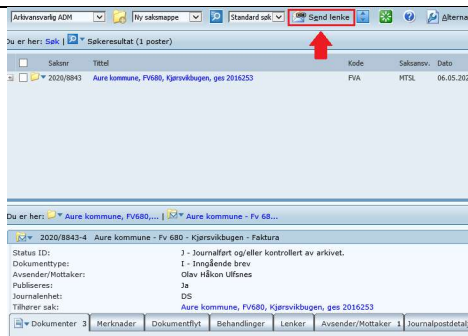 Arkivansvarlig ADM Ny saksmappe Standard søk Send lenke Alterna
Du er her: Søk | Søkeresultat (1 poster)
Saksnr Tittel Kode Saksansv. Dato
2020/8843 Aure kommune, FV680, Kjørsvikbugen, ges 2016253 FVA MTSL 06.05.202
Du er her: Aure kommune, FV680,... | Aure kommune - Fv 68...
2020/8843-4 Aure kommune - Fv 680 - Kjørsvikbugen - Faktura
Status ID: J - Journalført og/eller kontrollert av arkivet.
Dokumenttype: I - Inngående brev
Avsender/Mottaker: Olav Håkon Ulfsnes
Publiseres: Ja
Journalenhet: DS
Tilhører sak: Aure kommune, FV680, Kjørsvikbugen, ges 2016253
Dokumenter 3 Merknader Dokumentflyt Behandlinger Lenker Avsender/Mottaker 1 Journalpostdetalj